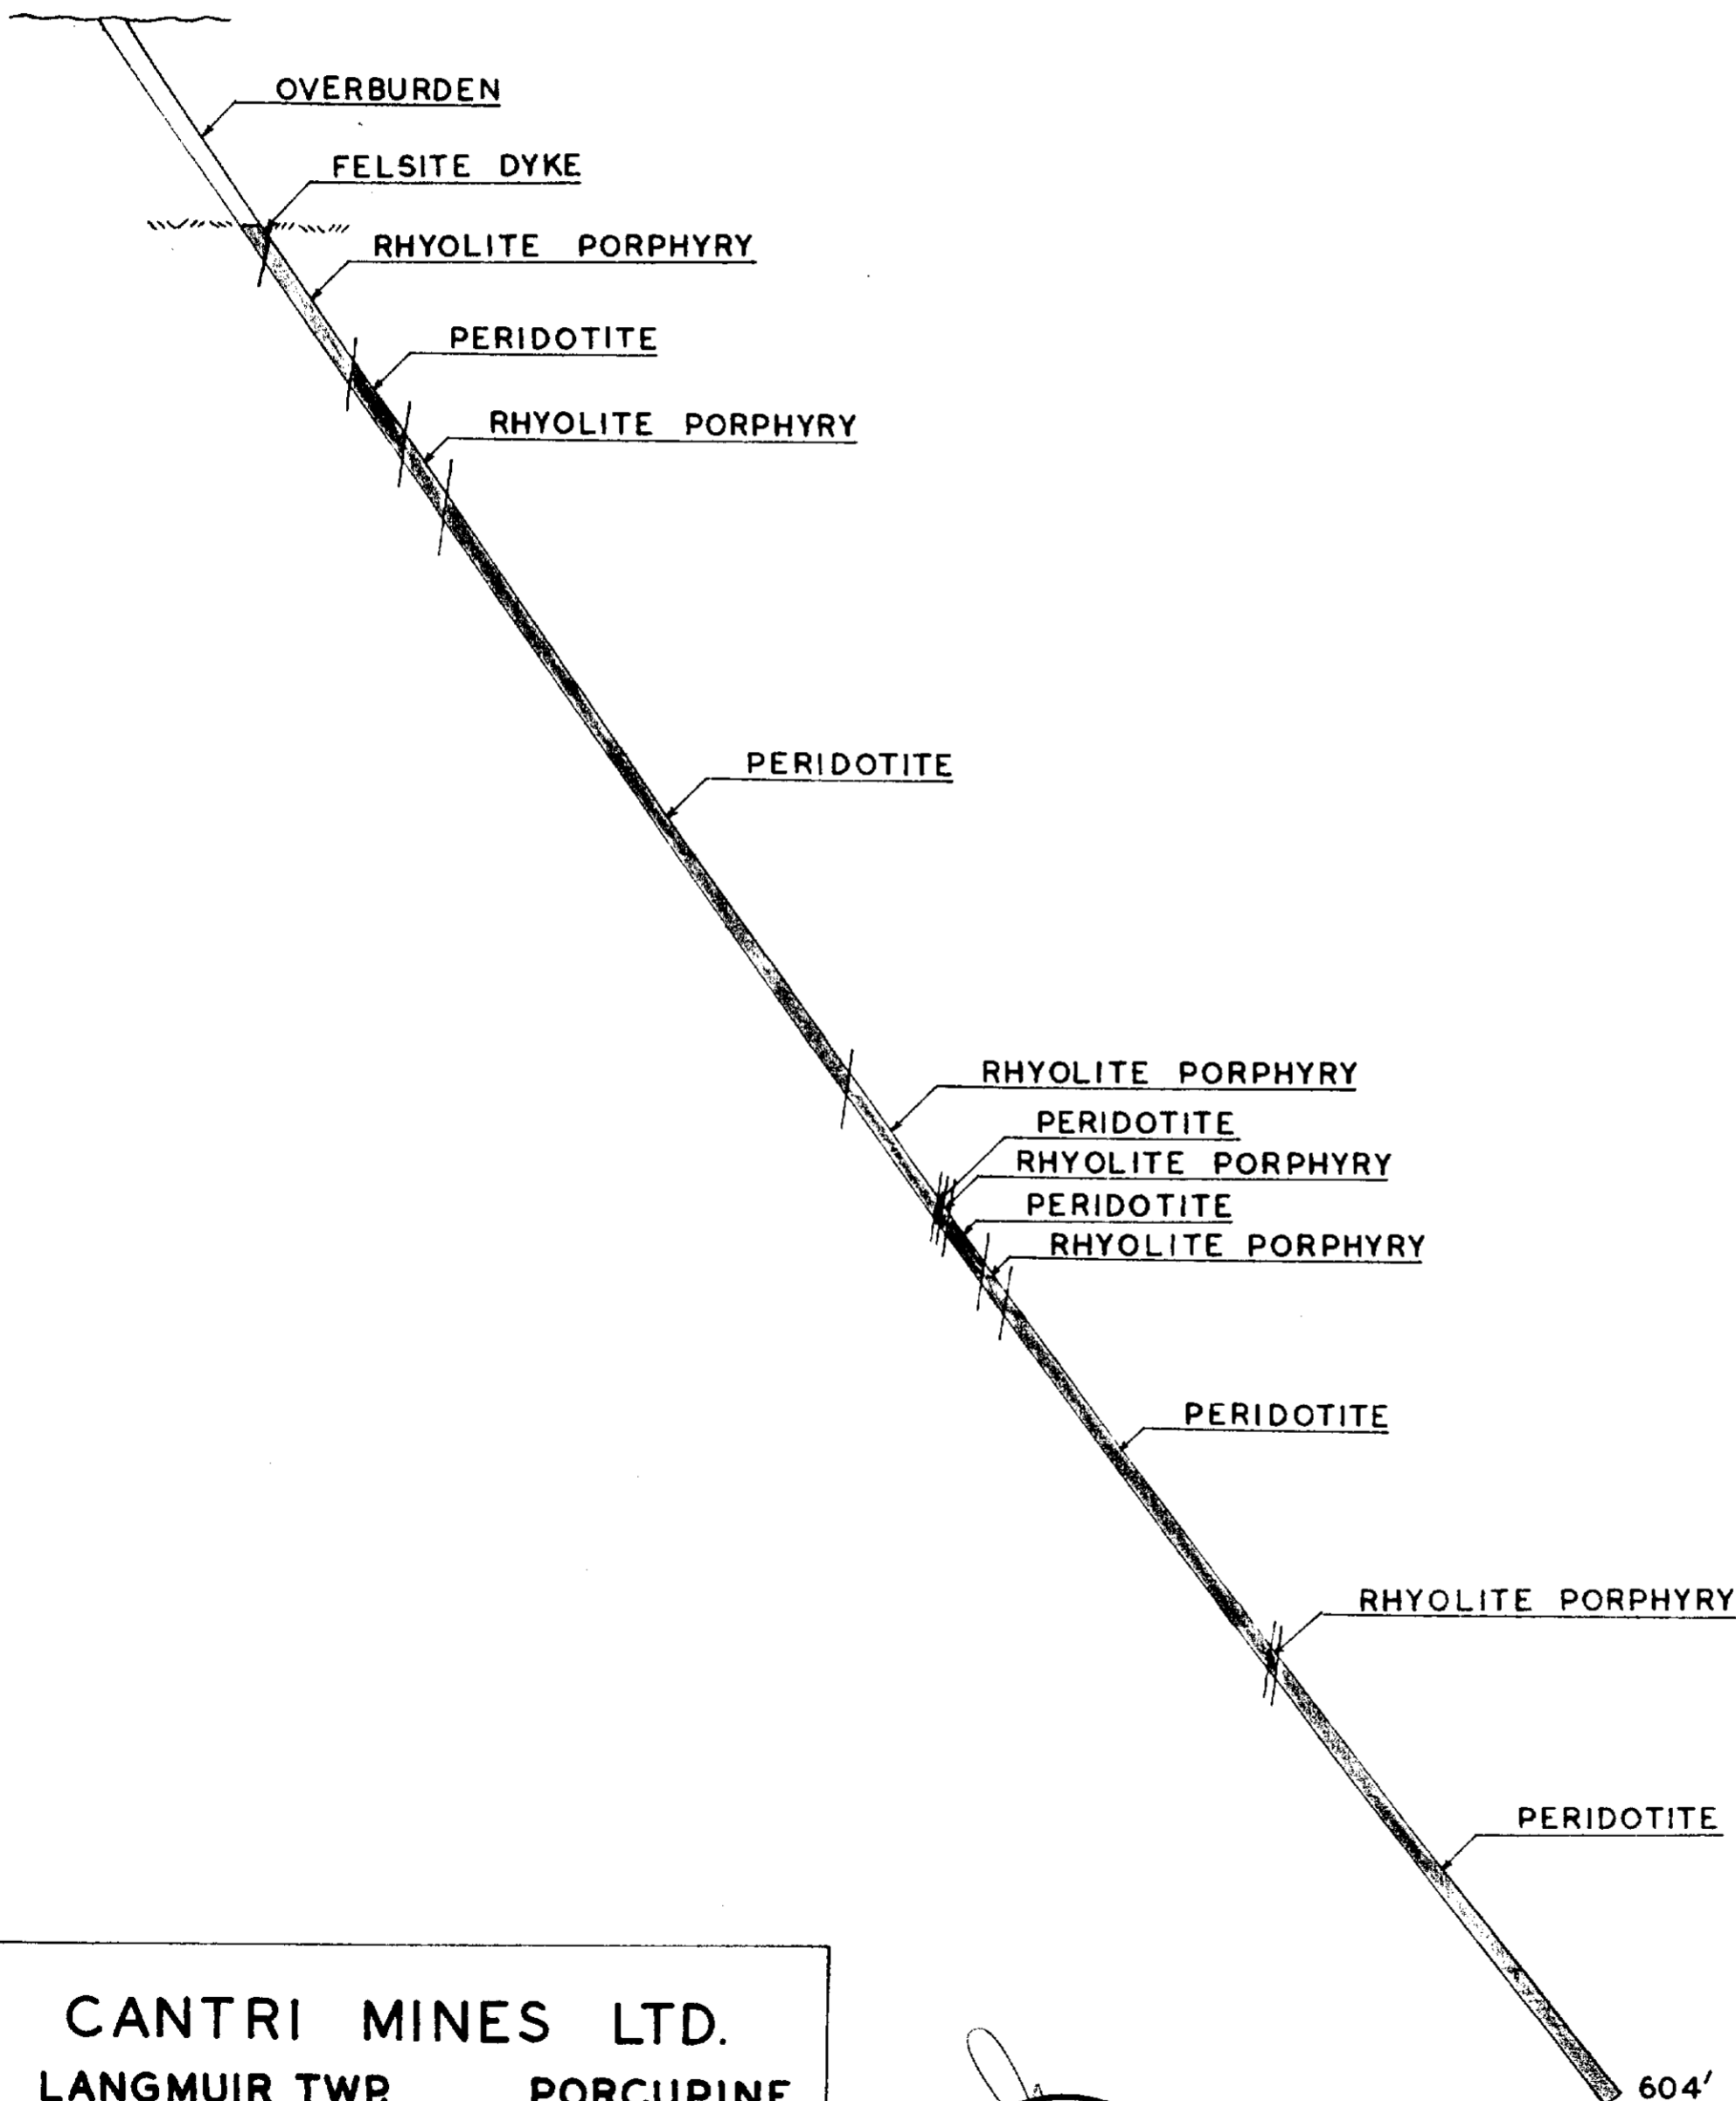 OVERBURDEN
FELSITE DYKE
RHYOLITE PORPHYRY
PERIDOTITE
RHYOLITE PORPHYRY
PERIDOTITE
RHYOLITE PORPHYRY
PERIDOTITE
RHYOLITE PORPHYRY
PERIDOTITE
RHYOLITE PORPHYRY
PERIDOTITE
RHYOLITE PORPHYRY
PERIDOTITE
604'
CANTRI MINES LTD.
LANGMUIR TWP. PORCUPINE